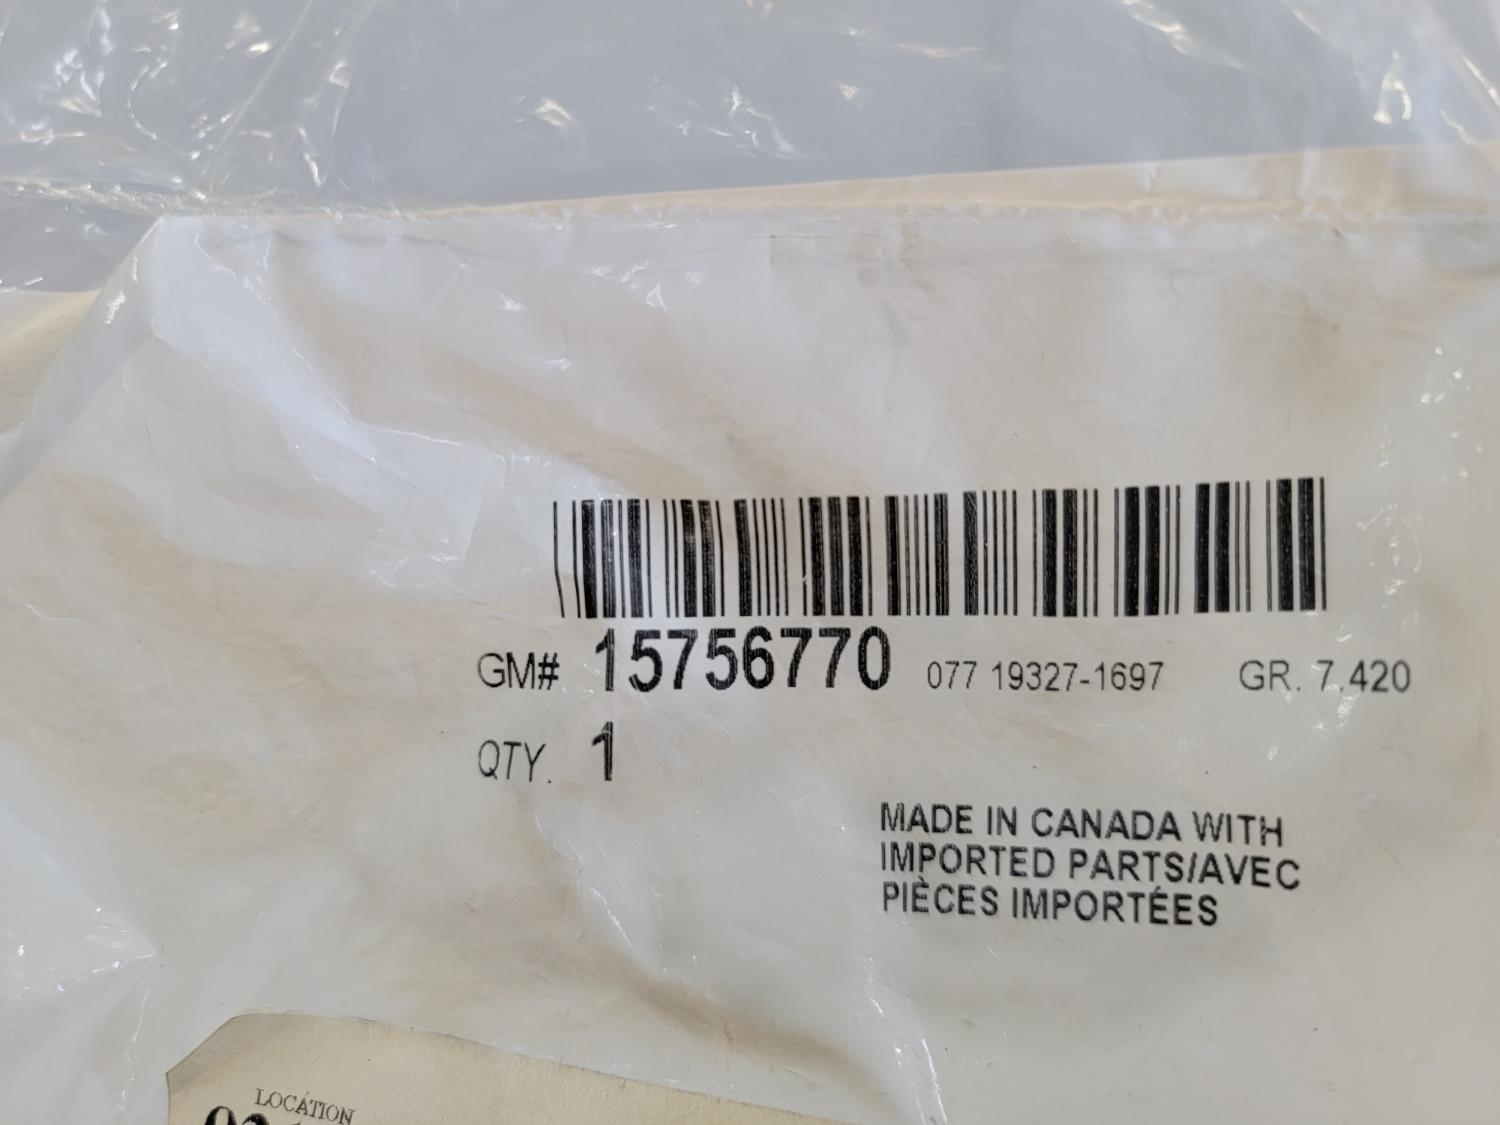 GM# 15756770 077 19327-1697 GR. 7.420
QTY. 1
MADE IN CANADA WITH
IMPORTED PARTS/AVEC
PIÈCES IMPORTÉES
LOCATION